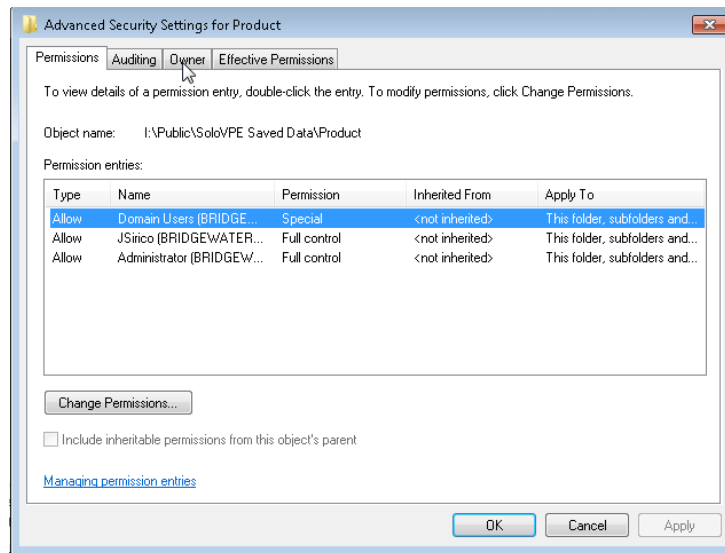 Advanced Security Settings for Product
Permissions Auditing Owner Effective Permissions
To view details of a permission entry, double-click the entry. To modify permissions, click Change Permissions.
Object name: I:\Public\SoloVPE Saved Data\Product
Permission entries:
Type Name Permission Inherited From Apply To
Allow Domain Users (BRIDGE... Special <not inherited> This folder, subfolders and...
Allow JSirico (BRIDGEWATER... Full control <not inherited> This folder, subfolders and...
Allow Administrator (BRIDGEW... Full control <not inherited> This folder, subfolders and...
Change Permissions...
Include inheritable permissions from this object's parent
Managing permission entries
OK Cancel Apply